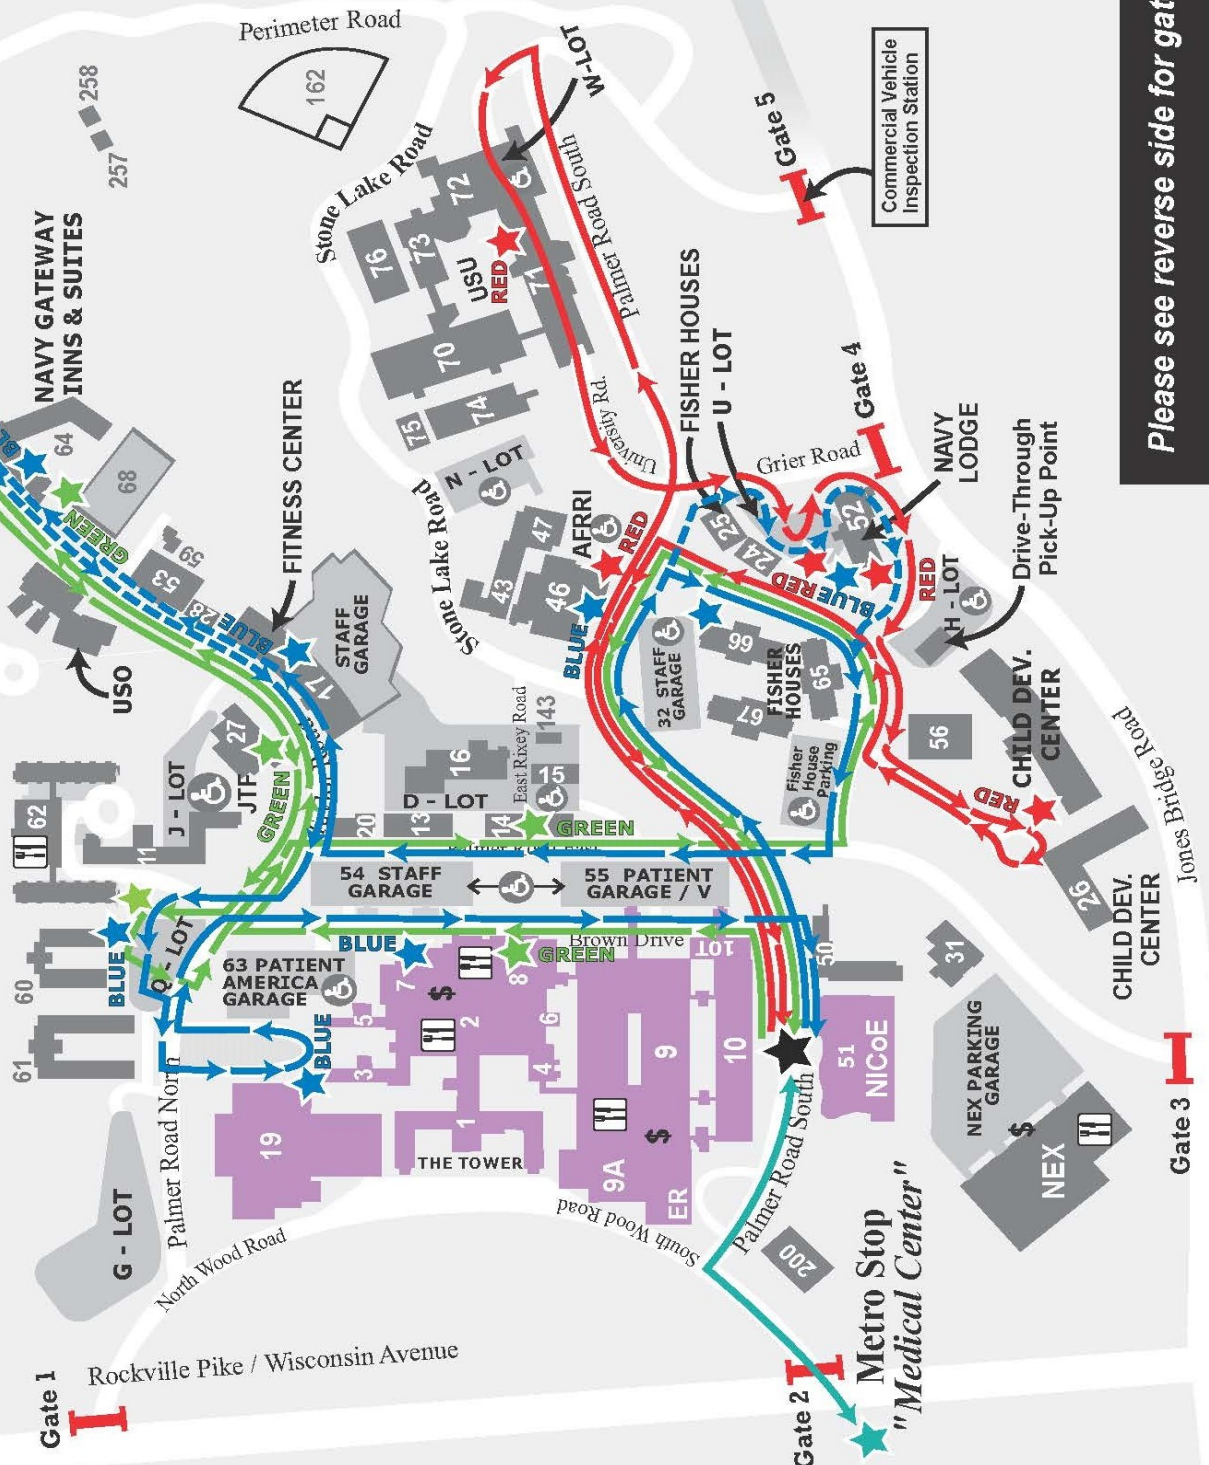 Perimeter Road
162
258
257
W-LOT
Gate 5
Commercial Vehicle
Inspection Station
Please see reverse side for gat
Stone Lake Road
72
76
73
USU
RED
71
70
Palmer Road South
NAVY GATEWAY
INNS & SUITES
64
68
GREEN
59
53
28
BLUE
FITNESS CENTER
STAFF
GARAGE
17
USO
75
74
N - LOT
University Rd.
FISHER HOUSES
U - LOT
Grier Road
Gate 4
NAVY
LODGE
Drive-Through
Pick-Up Point
Stone Lake Road
47
43
46
AFRRI
RED
BLUE
25
24
52
RED
BLUE
RED
H - LOT
32 STAFF
GARAGE
66
67
FISHER
HOUSES
65
Fisher
House
Parking
56
CHILD DEV.
CENTER
RED
26
CHILD DEV.
CENTER
Jones Bridge Road
62
J - LOT
27
JTF
GREEN
11
D - LOT
16
East Rixey Road
143
15
20
13
14
GREEN
Palmer Road East
54 STAFF
GARAGE
55 PATIENT
GARAGE / V
60
61
BLUE
Q - LOT
63 PATIENT
AMERICA
GARAGE
BLUE
GREEN
Brown Drive
10T
50
31
7
$
8
5
2
6
3
4
9
10
51
NICoE
BLUE
19
1
THE TOWER
9A
$
ER
NEX PARKING
GARAGE
$
NEX
Gate 3
G - LOT
Palmer Road North
North Wood Road
South Wood Road
Palmer Road South
200
Metro Stop
"Medical Center"
Gate 1
Rockville Pike / Wisconsin Avenue
Gate 2